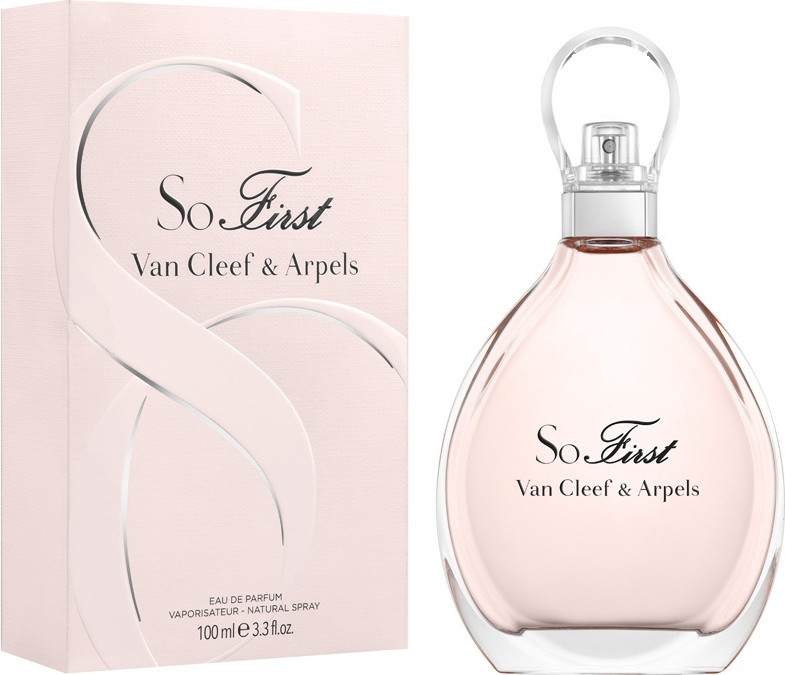 So First
Van Cleef & Arpels
EAU DE PARFUM
VAPORISATEUR - NATURAL SPRAY
100 ml ℮ 3.3 fl.oz.
So First
Van Cleef & Arpels